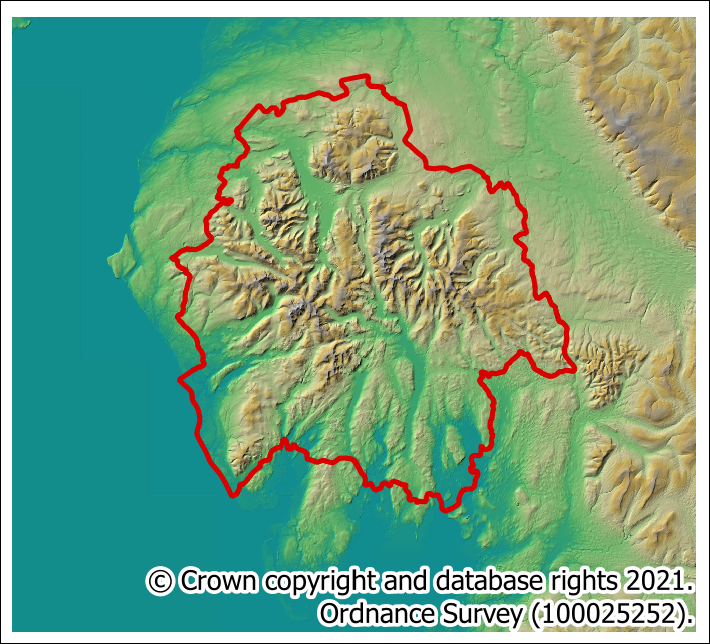 © Crown copyright and database rights 2021.
Ordnance Survey (100025252).